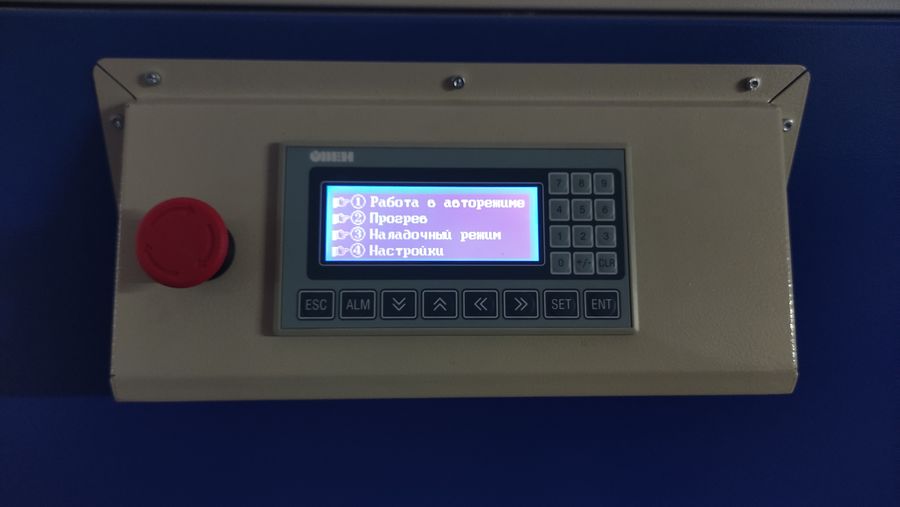 ОВЕН
☞① Работа в авторежиме
☞② Прогрев
☞③ Наладочный режим
☞④ Настройки
7 8 9
4 5 6
1 2 3
0 +/- CLR
ESC ALM SET ENT